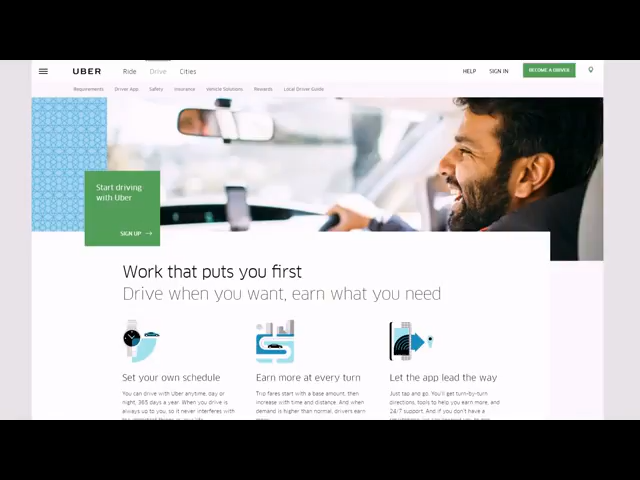 UBER Ride Drive Cities HELP SIGN IN BECOME A DRIVER
Requirements Driver App Safety Insurance Vehicle Solutions Rewards Local Driver Guide
Start driving
with Uber
SIGN UP
Work that puts you first
Drive when you want, earn what you need
Set your own schedule
You can drive with Uber anytime, day or
night, 365 days a year. When you drive is
always up to you, so it never interferes with
Earn more at every turn
Trip fares start with a base amount, then
increase with time and distance. And when
demand is higher than normal, drivers earn
Let the app lead the way
Just tap and go. You'll get turn-by-turn
directions, tools to help you earn more, and
24/7 support. And if you don't have a